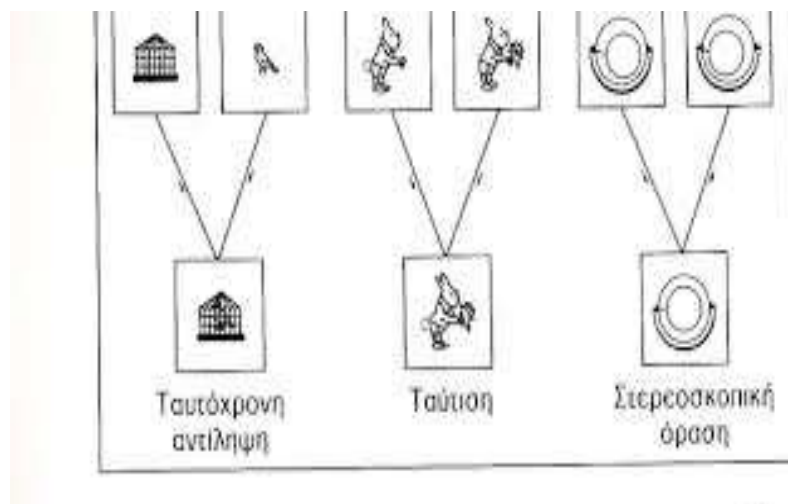 Ταυτόχρονη
αντίληψη
Ταύτιση
Στερεοσκοπική
όραση